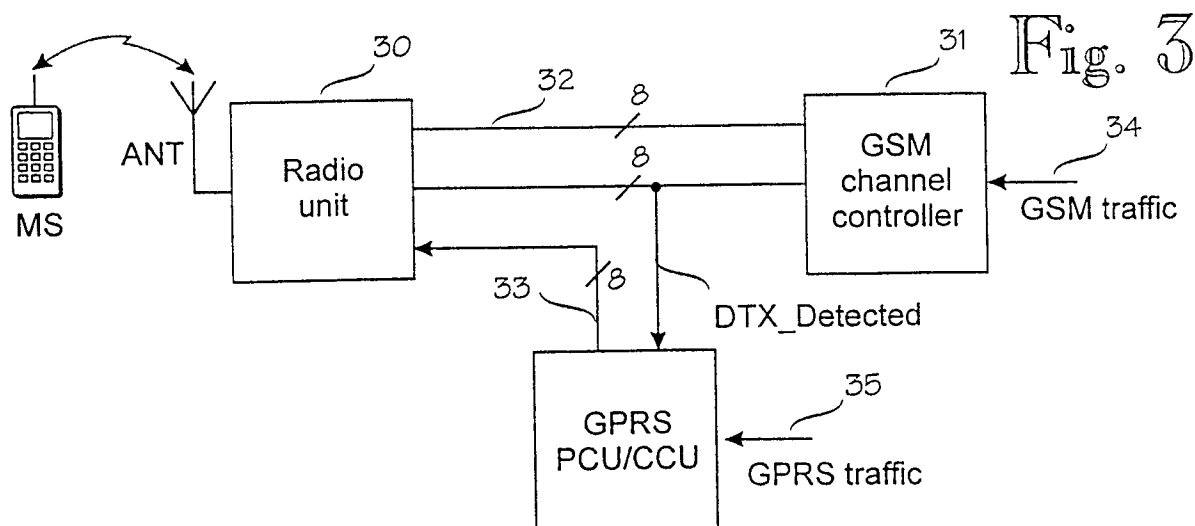 Fig. 3
30
31
32
8
34
ANT
Radio
unit
8
GSM
channel
controller
MS
GSM traffic
33
8
DTX_Detected
35
GPRS
PCU/CCU
GPRS traffic